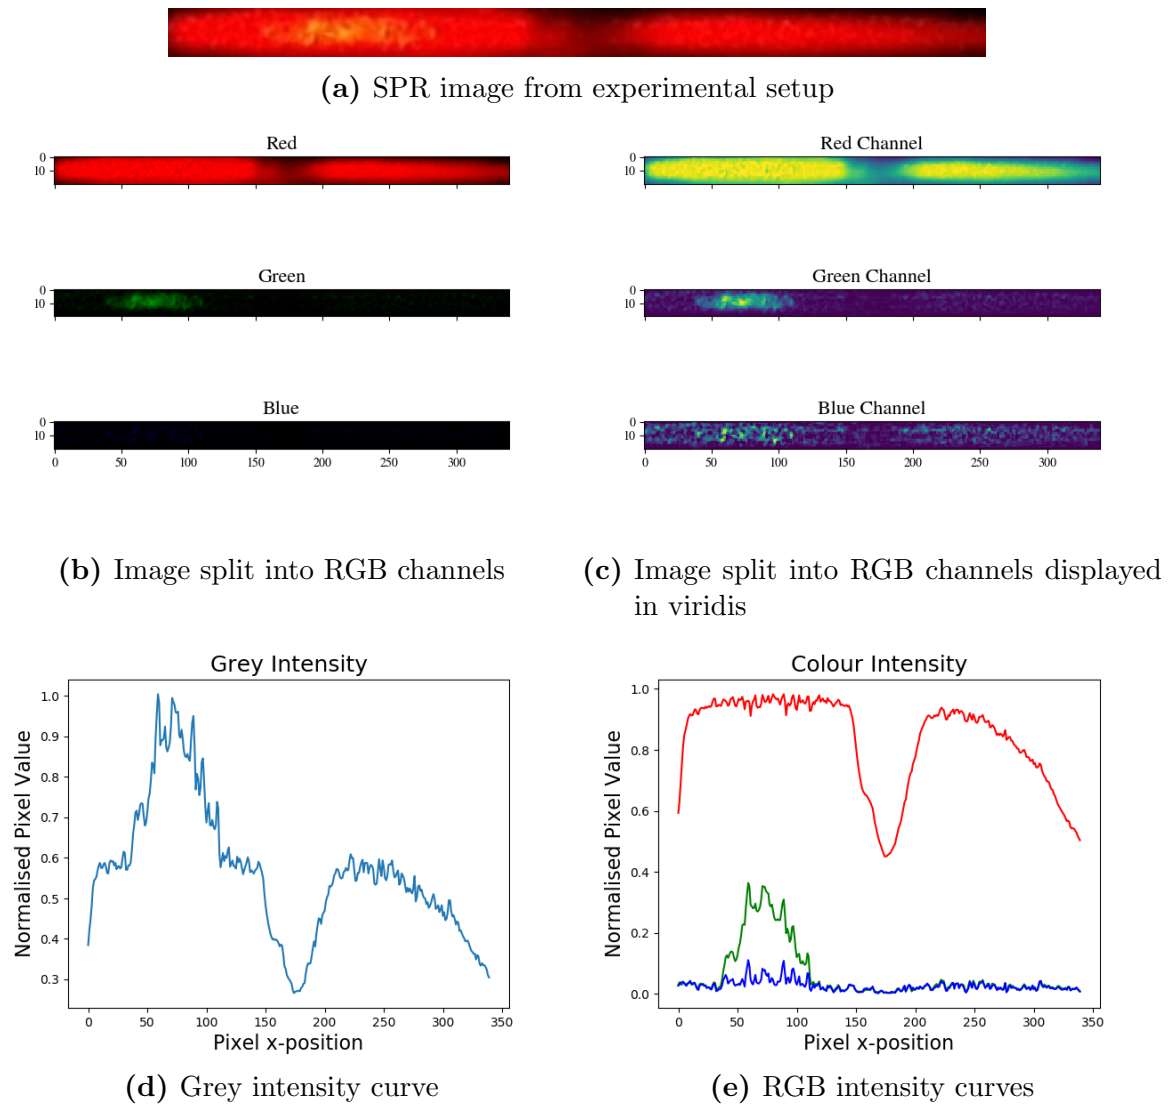 (a) SPR image from experimental setup
Red
0
10
Green
0
10
Blue
0
10
0 50 100 150 200 250 300
Red Channel
0
10
Green Channel
0
10
Blue Channel
0
10
0 50 100 150 200 250 300
(b) Image split into RGB channels
(c) Image split into RGB channels displayed
in viridis
Grey Intensity
Normalised Pixel Value
1.0
0.9
0.8
0.7
0.6
0.5
0.4
0.3
0 50 100 150 200 250 300 350
Pixel x-position
(d) Grey intensity curve
Colour Intensity
Normalised Pixel Value
1.0
0.8
0.6
0.4
0.2
0.0
0 50 100 150 200 250 300 350
Pixel x-position
(e) RGB intensity curves